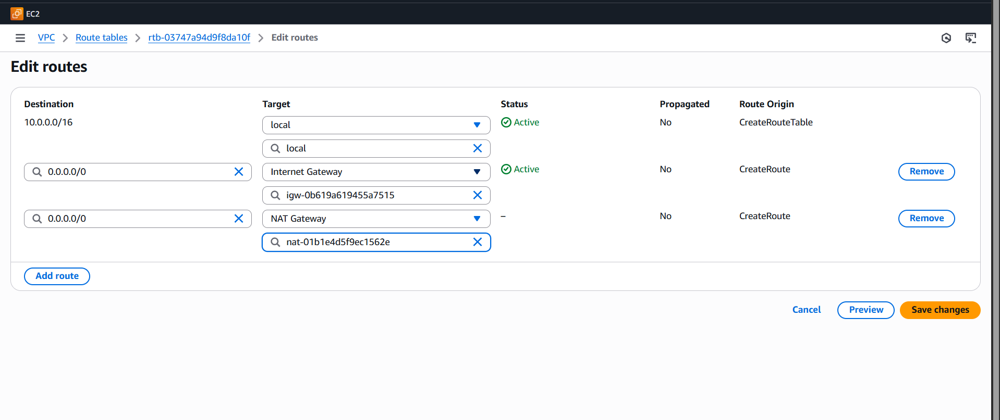 EC2
VPC > Route tables > rtb-03747a94d9f8da10f > Edit routes
Edit routes
Destination Target Status Propagated Route Origin
10.0.0.0/16 local Active No CreateRouteTable
local
0.0.0.0/0 Internet Gateway Active No CreateRoute Remove
igw-0b619a619455a7515
0.0.0.0/0 NAT Gateway – No CreateRoute Remove
nat-01b1e4d5f9ec1562e
Add route
Cancel Preview Save changes